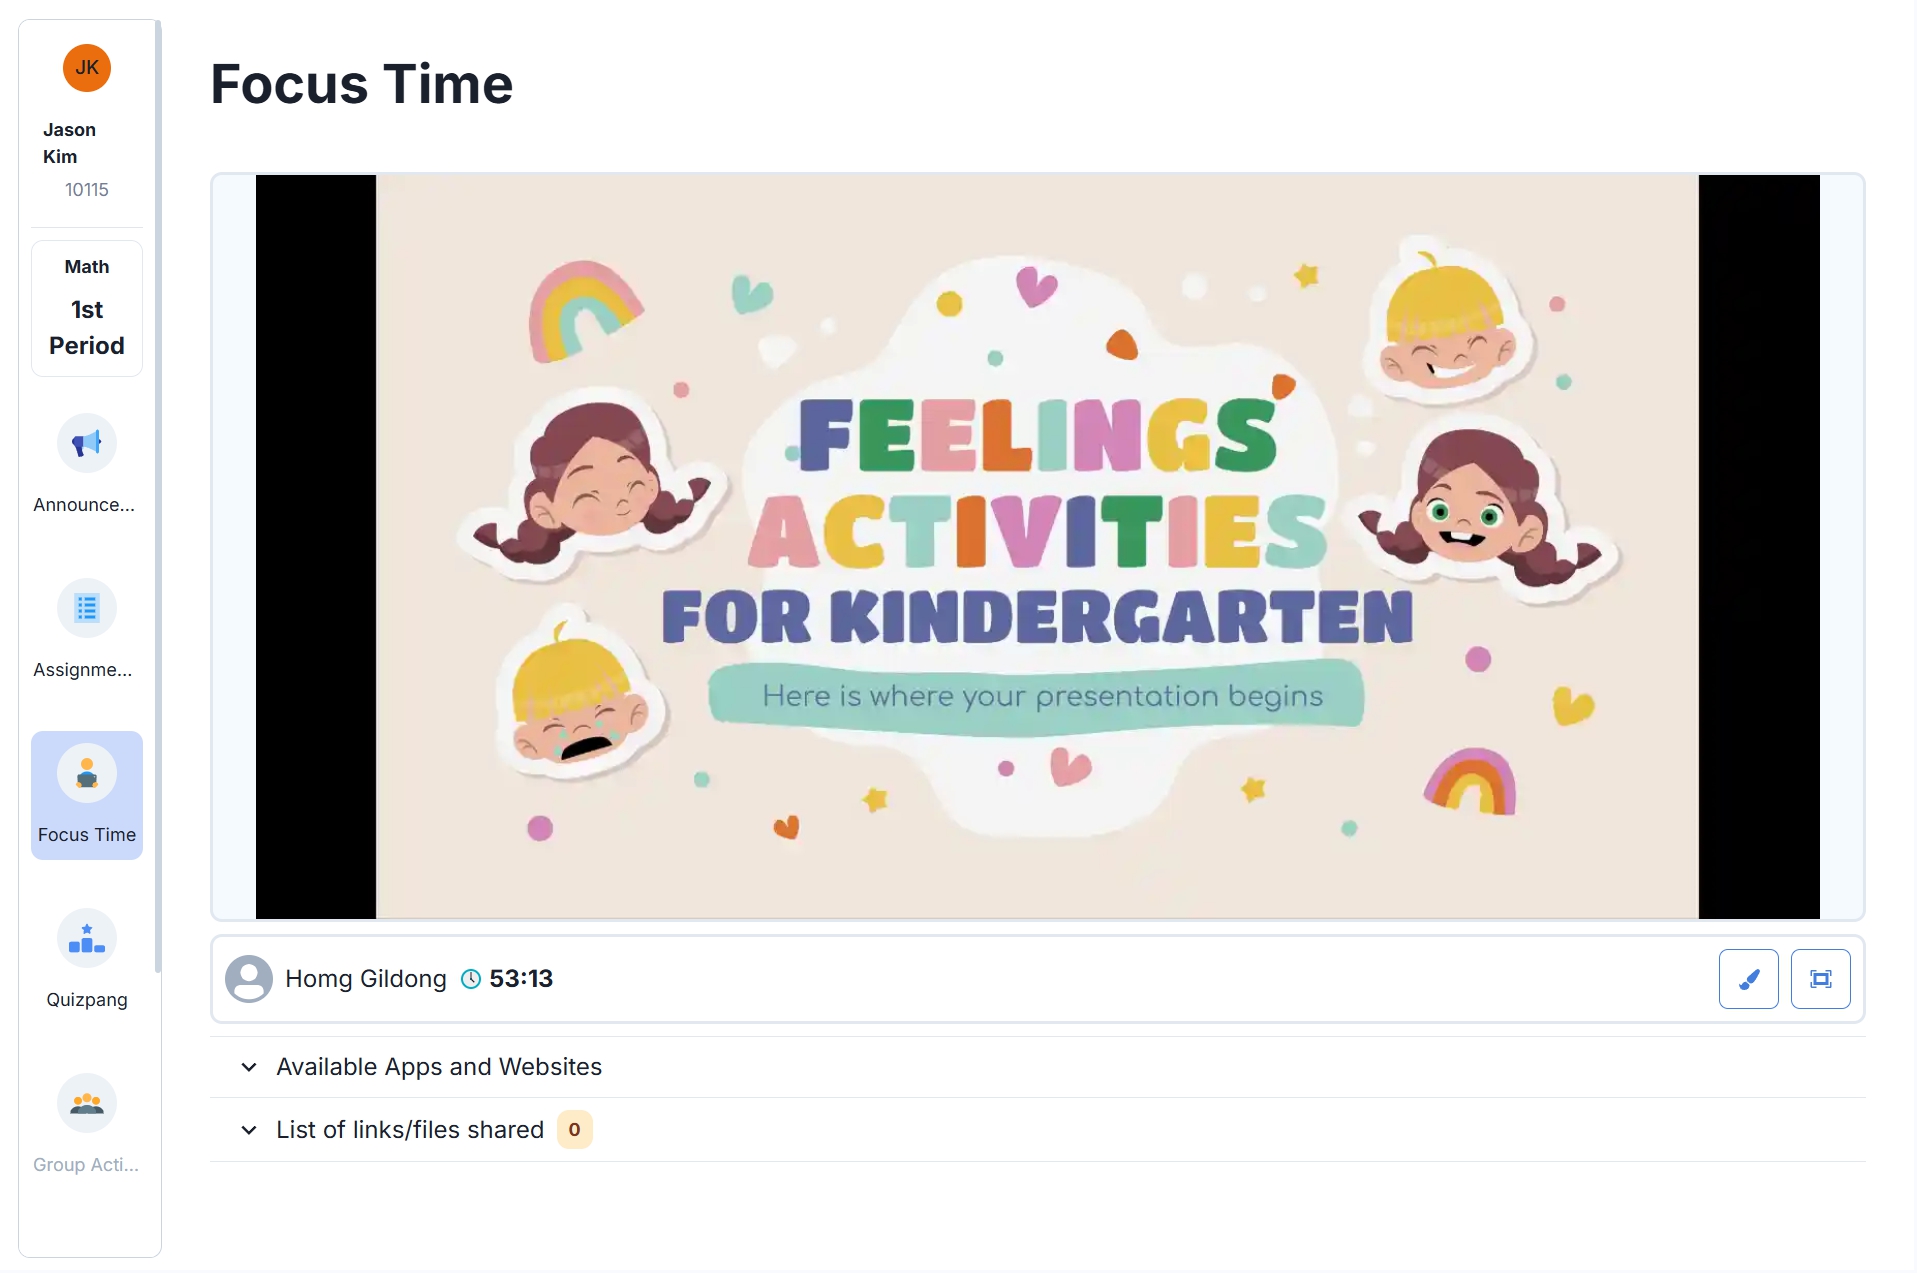 JK
Jason
Kim
10115
Math
1st
Period
Announce...
Assignme...
Focus Time
Quizpang
Group Acti...
Focus Time
FEELINGS
ACTIVITIES
FOR KINDERGARTEN
Here is where your presentation begins
Homg Gildong 53:13
Available Apps and Websites
List of links/files shared 0